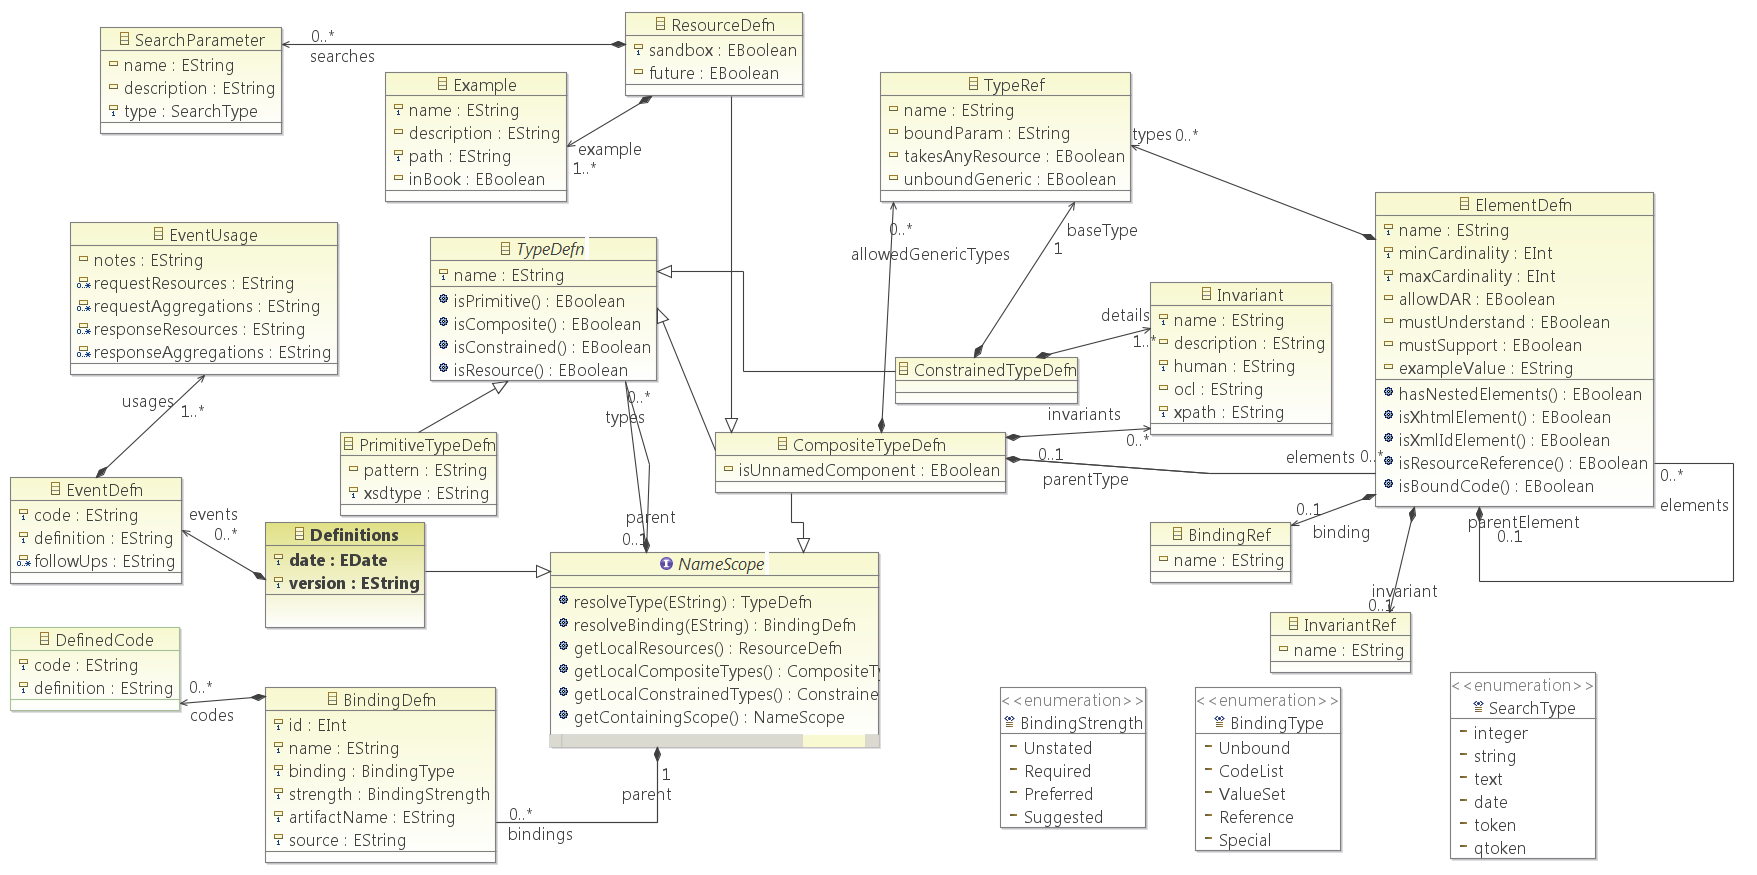 SearchParameter
name : EString
description : EString
type : SearchType
0..*
searches
ResourceDefn
sandbox : EBoolean
future : EBoolean
Example
name : EString
description : EString
path : EString
inBook : EBoolean
example
1..*
TypeRef
name : EString
boundParam : EString
takesAnyResource : EBoolean
unboundGeneric : EBoolean
types 0..*
0..*
allowedGenericTypes
baseType
1
ElementDefn
name : EString
minCardinality : EInt
maxCardinality : EInt
allowDAR : EBoolean
mustUnderstand : EBoolean
mustSupport : EBoolean
exampleValue : EString
hasNestedElements() : EBoolean
isXhtmlElement() : EBoolean
isXmlIdElement() : EBoolean
isResourceReference() : EBoolean
isBoundCode() : EBoolean
0..*
elements
parentElement
0..1
EventUsage
notes : EString
0..* requestResources : EString
0..* requestAggregations : EString
0..* responseResources : EString
0..* responseAggregations : EString
usages
1..*
TypeDefn
name : EString
isPrimitive() : EBoolean
isComposite() : EBoolean
isConstrained() : EBoolean
isResource() : EBoolean
0..*
types
Invariant
name : EString
description : EString
human : EString
ocl : EString
xpath : EString
details
1..*
ConstrainedTypeDefn
invariants
0..*
PrimitiveTypeDefn
pattern : EString
xsdtype : EString
CompositeTypeDefn
isUnnamedComponent : EBoolean
0..1
parentType
elements 0..*
EventDefn
code : EString
definition : EString
0..* followUps : EString
events
0..*
Definitions
date : EDate
version : EString
parent
0..1
NameScope
resolveType(EString) : TypeDefn
resolveBinding(EString) : BindingDefn
getLocalResources() : ResourceDefn
getLocalCompositeTypes() : CompositeTy
getLocalConstrainedTypes() : Constraine
getContainingScope() : NameScope
BindingRef
name : EString
0..1
binding
invariant
0..1
InvariantRef
name : EString
DefinedCode
code : EString
definition : EString
0..*
codes
BindingDefn
id : EInt
name : EString
binding : BindingType
strength : BindingStrength
artifactName : EString
source : EString
1
parent
0..*
bindings
<<enumeration>>
BindingStrength
Unstated
Required
Preferred
Suggested
<<enumeration>>
BindingType
Unbound
CodeList
ValueSet
Reference
Special
<<enumeration>>
SearchType
integer
string
text
date
token
qtoken